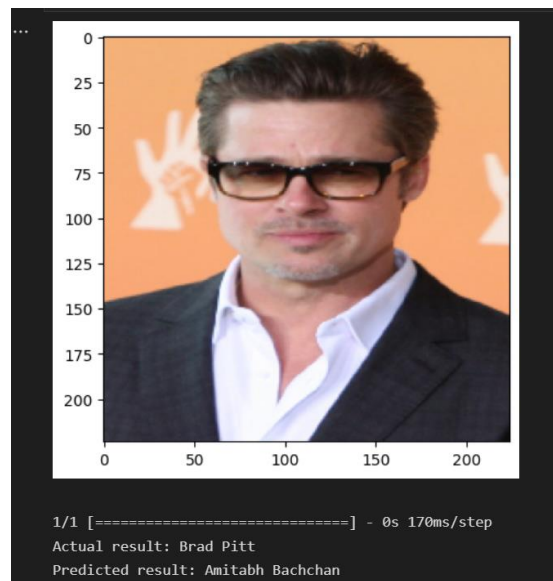 ...
0
25
50
75
100
125
150
175
200
0 50 100 150 200
1/1 [==============================] - 0s 170ms/step
Actual result: Brad Pitt
Predicted result: Amitabh Bachchan